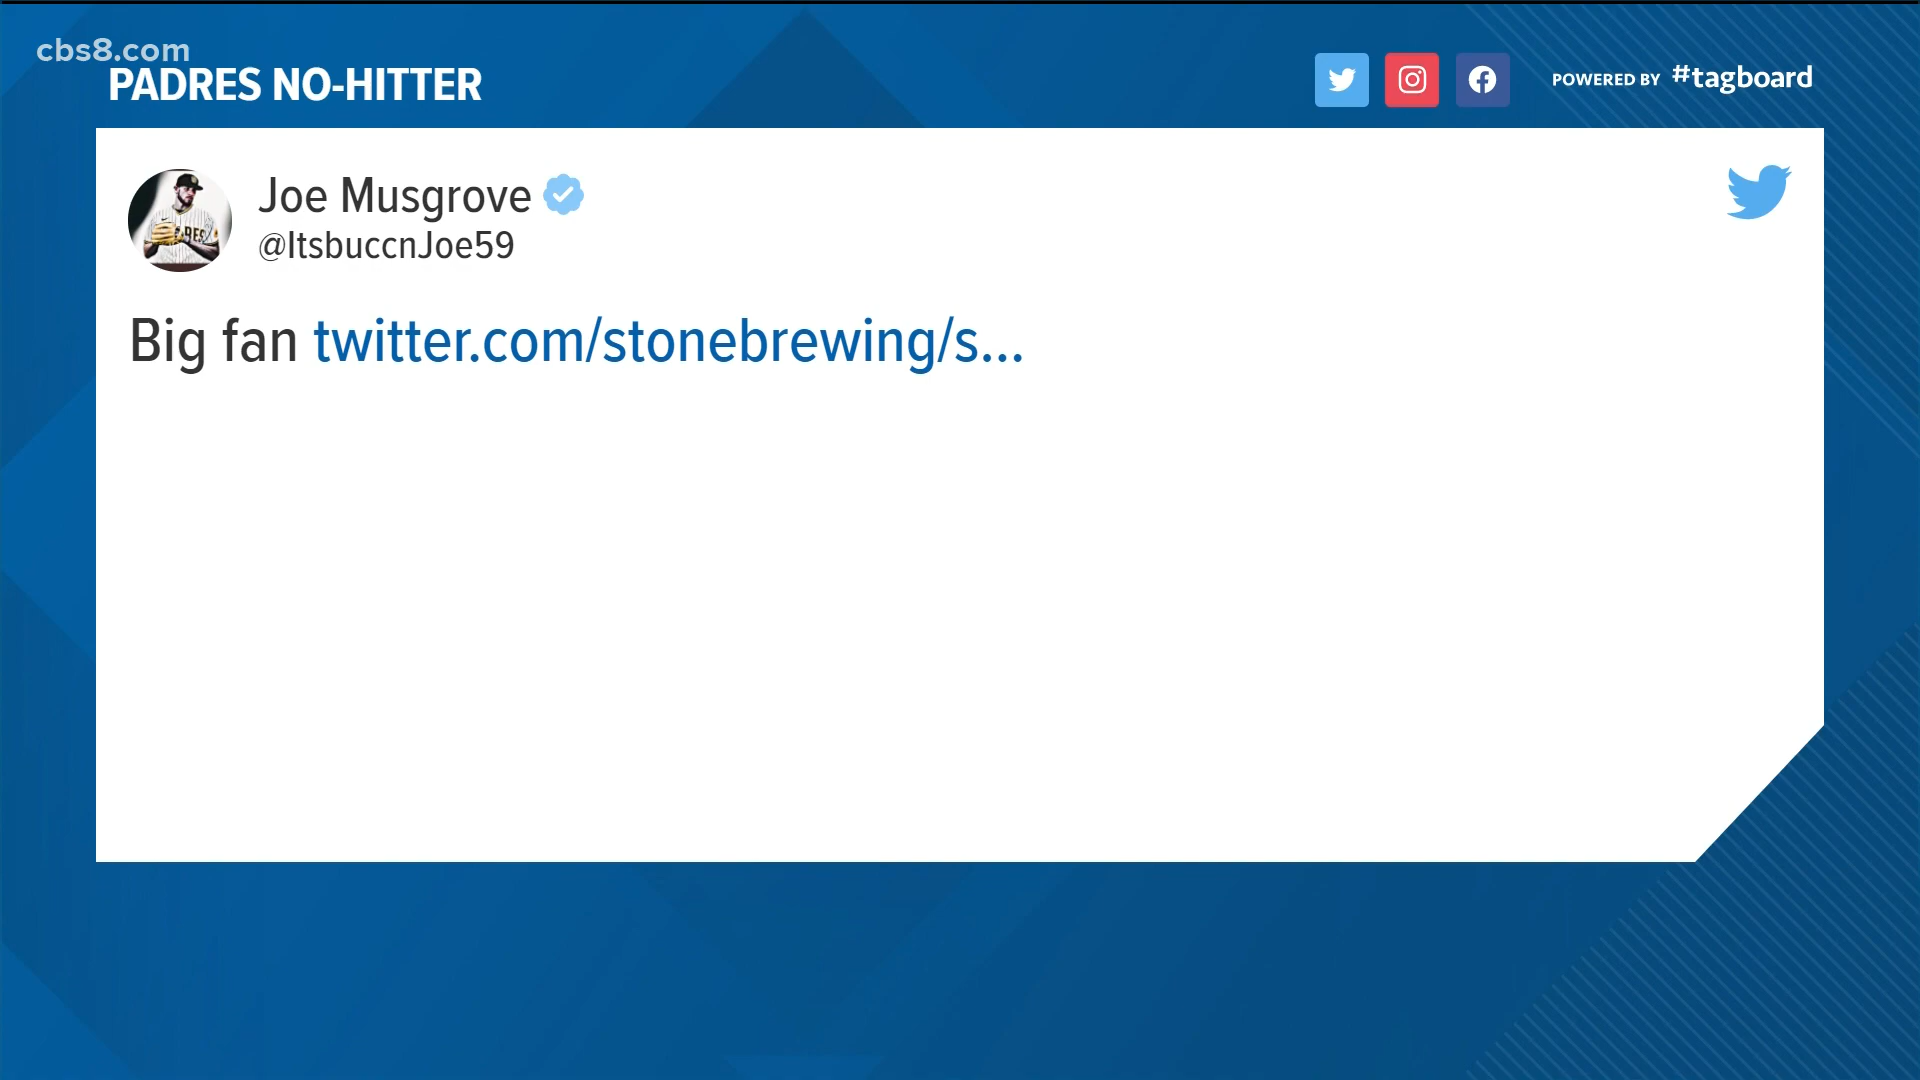 cbs8.com
PADRES NO-HITTER
POWERED BY #tagboard
Joe Musgrove
@ItsbuccnJoe59
Big fan twitter.com/stonebrewing/s...